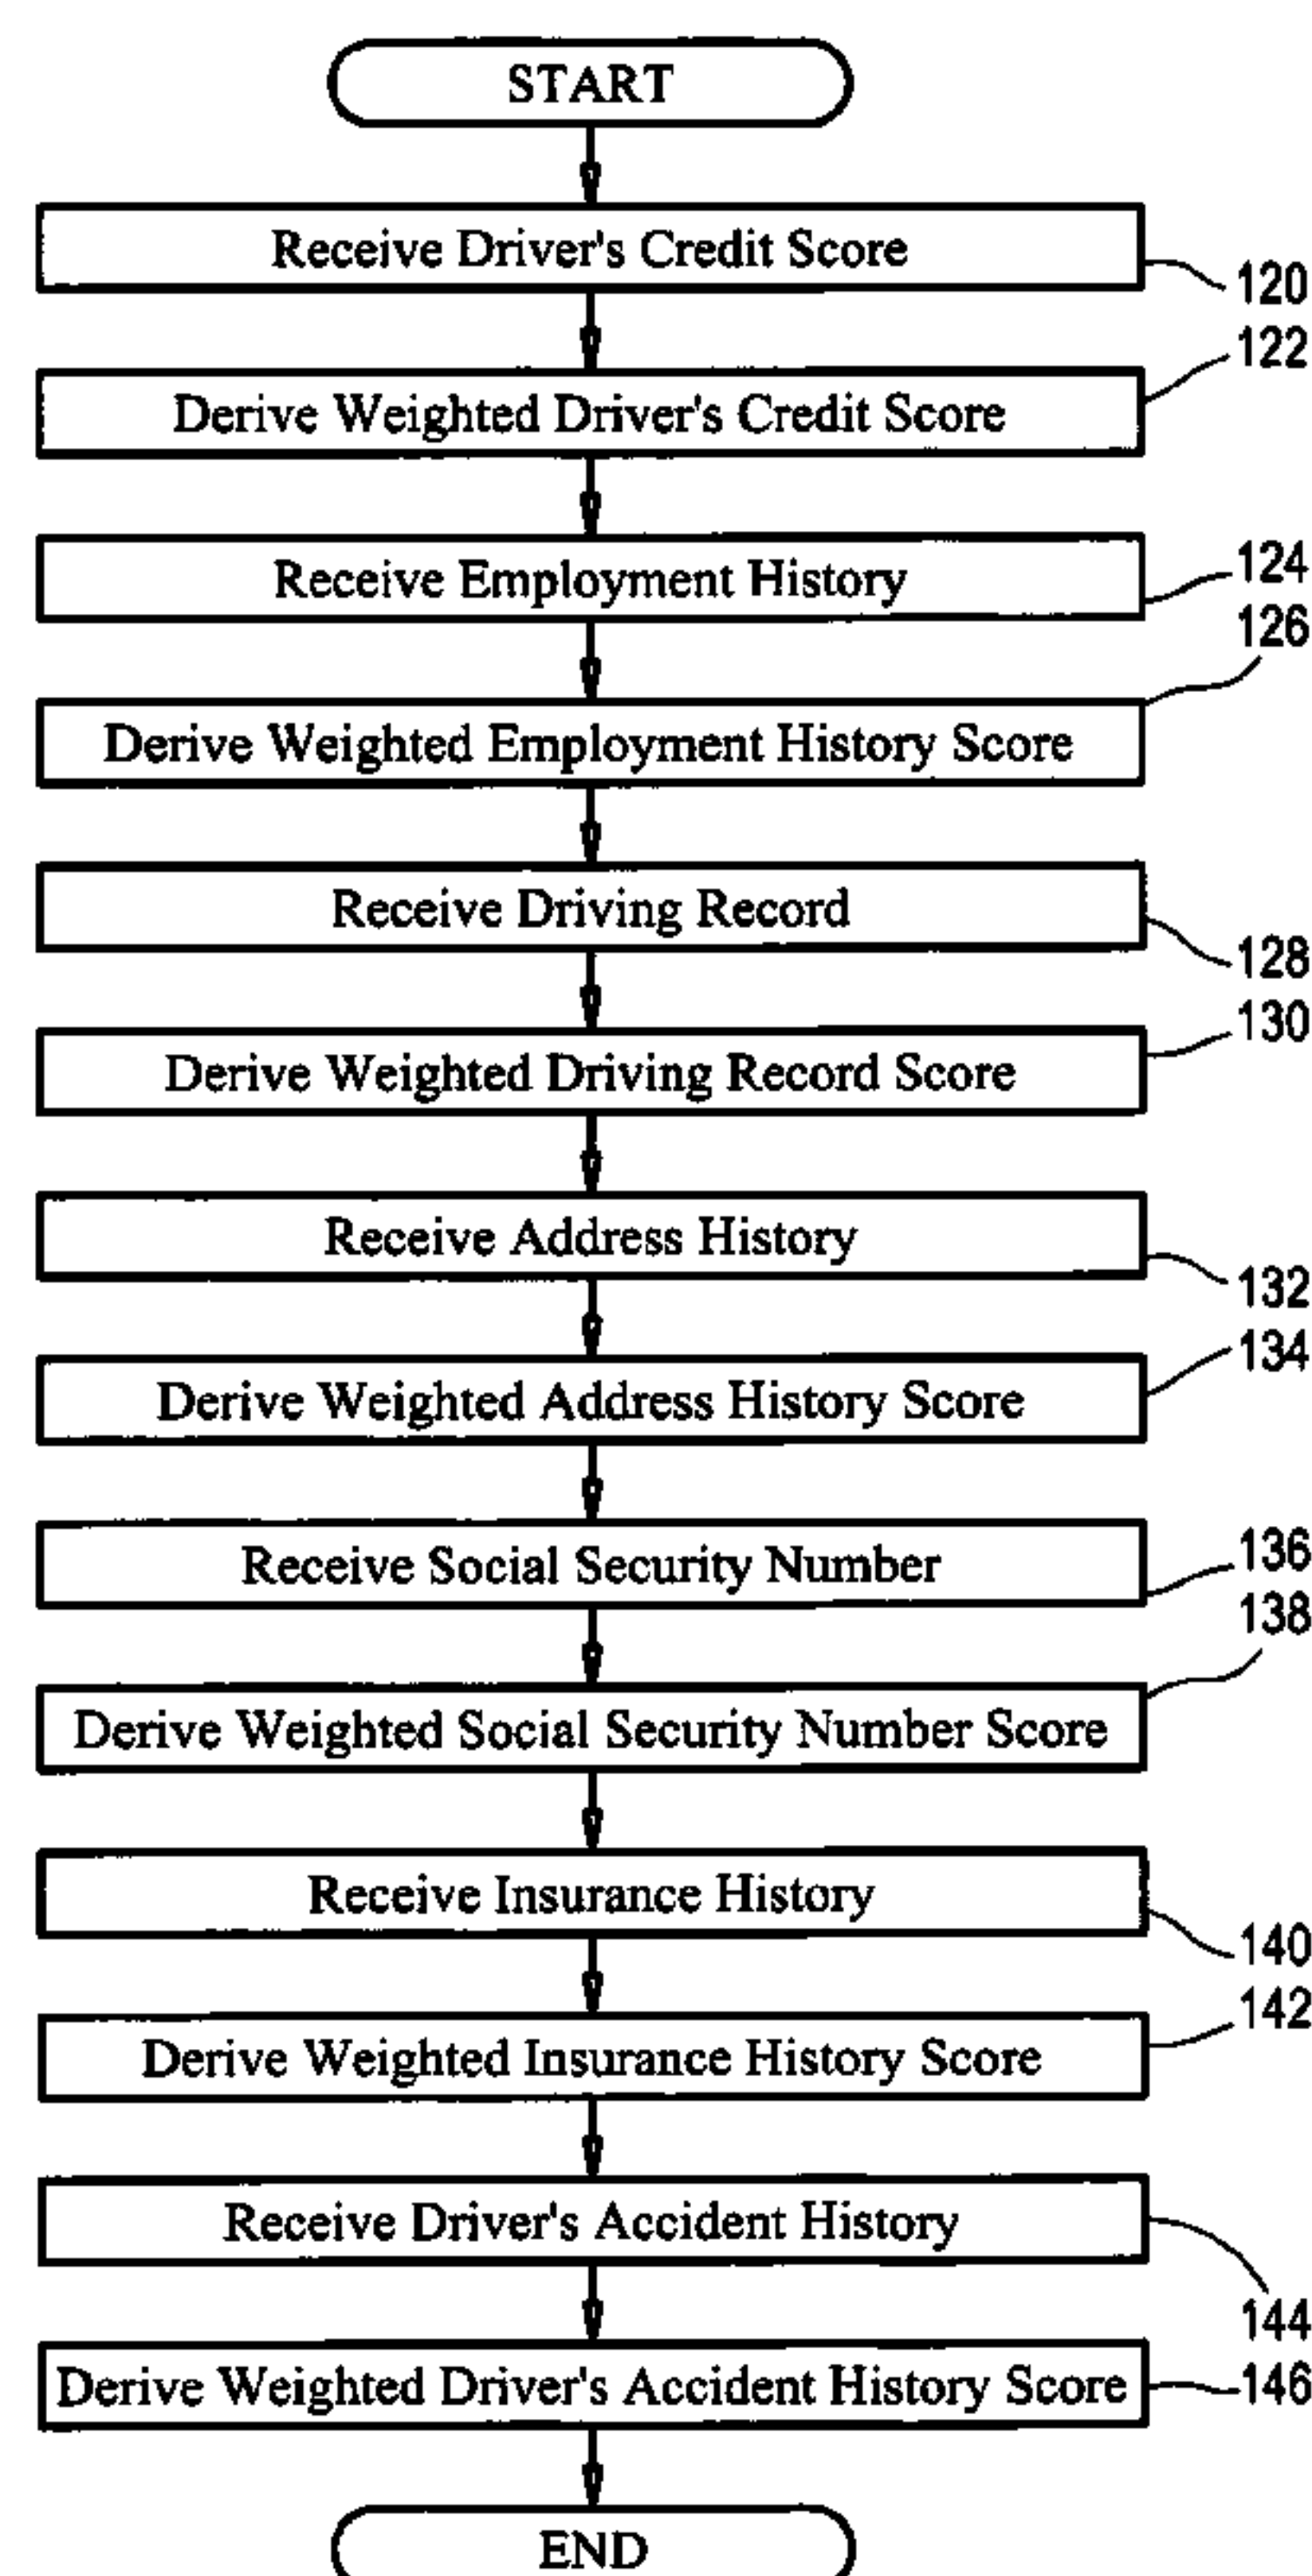 START
Receive Driver's Credit Score
120
122
Derive Weighted Driver's Credit Score
Receive Employment History
124
126
Derive Weighted Employment History Score
Receive Driving Record
128
130
Derive Weighted Driving Record Score
Receive Address History
132
134
Derive Weighted Address History Score
Receive Social Security Number
136
138
Derive Weighted Social Security Number Score
Receive Insurance History
140
142
Derive Weighted Insurance History Score
Receive Driver's Accident History
144
Derive Weighted Driver's Accident History Score
146
END